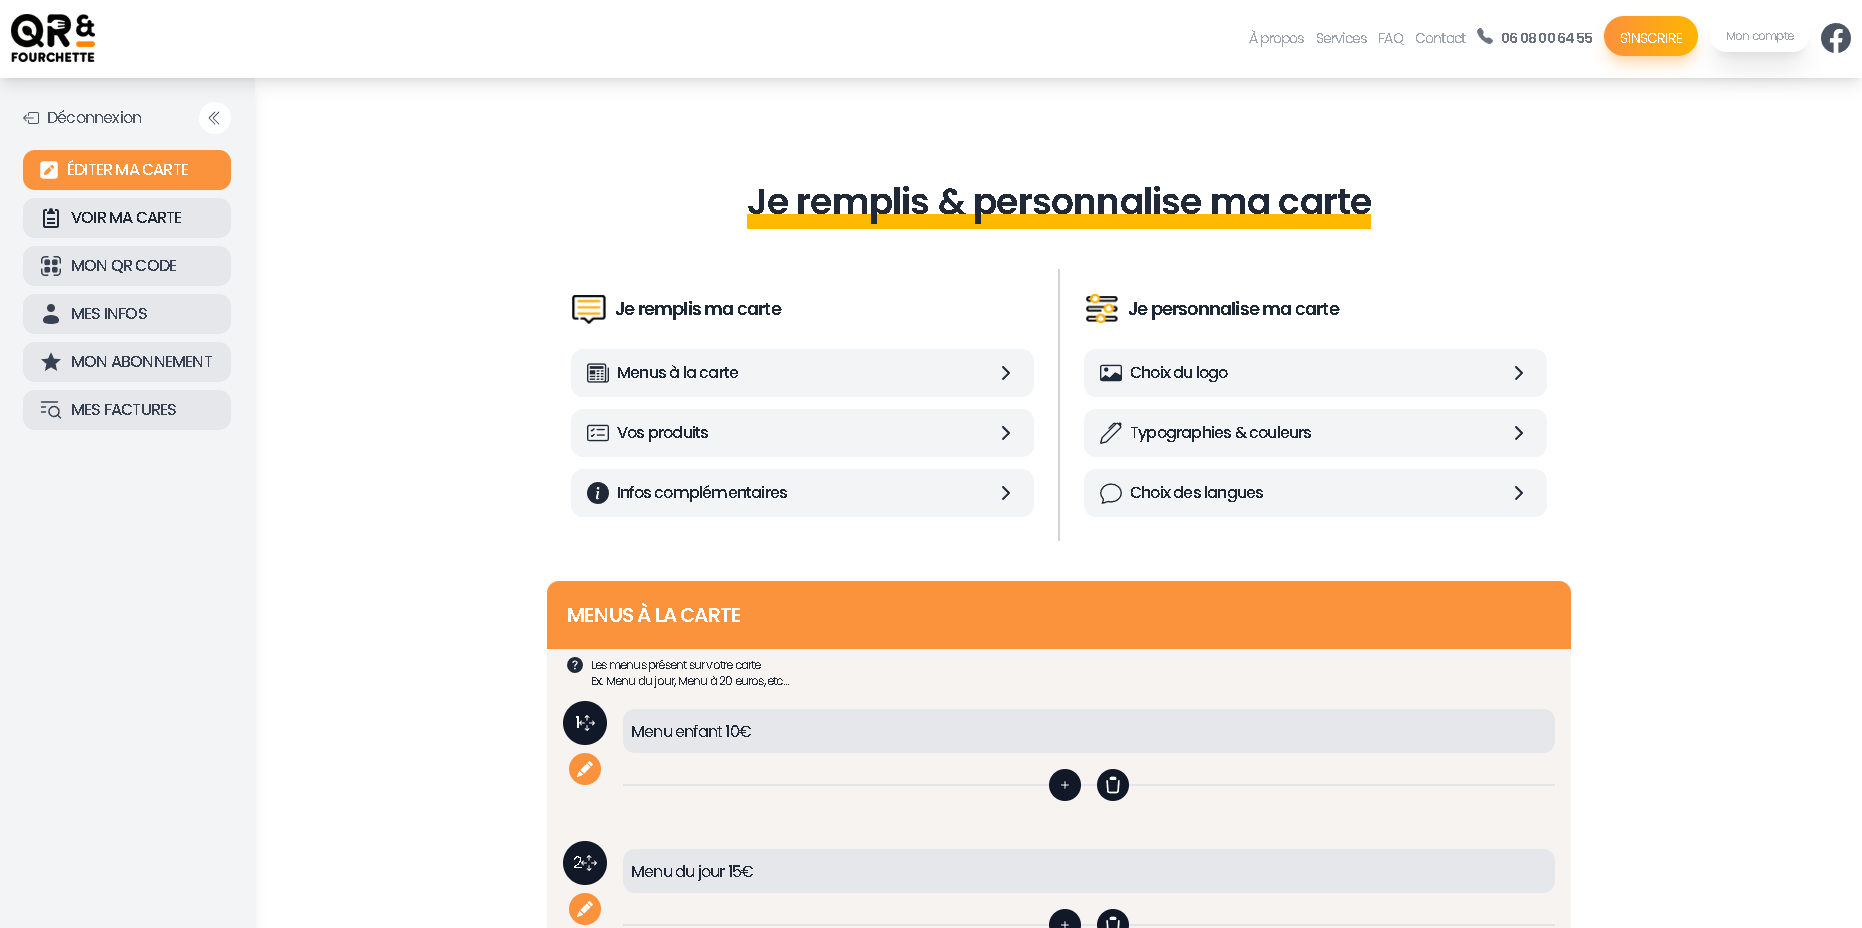 QR&
FOURCHETTE
À propos
Services
FAQ
Contact
06 08 00 64 55
S'INSCRIRE
Mon compte
Déconnexion
ÉDITER MA CARTE
VOIR MA CARTE
MON QR CODE
MES INFOS
MON ABONNEMENT
MES FACTURES
Je remplis & personnalise ma carte
Je remplis ma carte
Menus à la carte
Vos produits
Infos complémentaires
Je personnalise ma carte
Choix du logo
Typographies & couleurs
Choix des langues
MENUS À LA CARTE
Les menus présent sur votre carte
Ex. Menu du jour, Menu à 20 euros, etc...
1
Menu enfant 10€
2
Menu du jour 15€